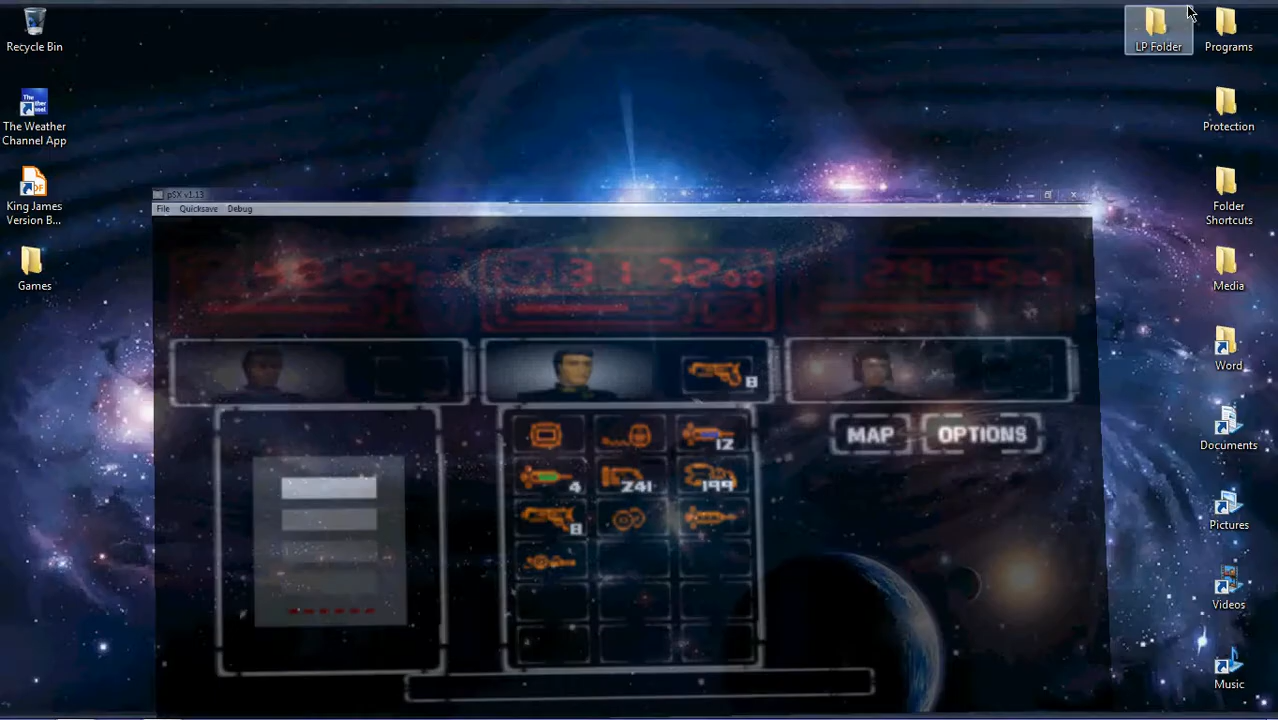 Recycle Bin
The Weather
Channel App
King James
Version B...
Games
LP Folder
Programs
Protection
Folder
Shortcuts
Media
Word
Documents
Pictures
Videos
Music
pSX v1.13
File Quicksave Debug
8
MAP OPTIONS
12
4 241 199
8